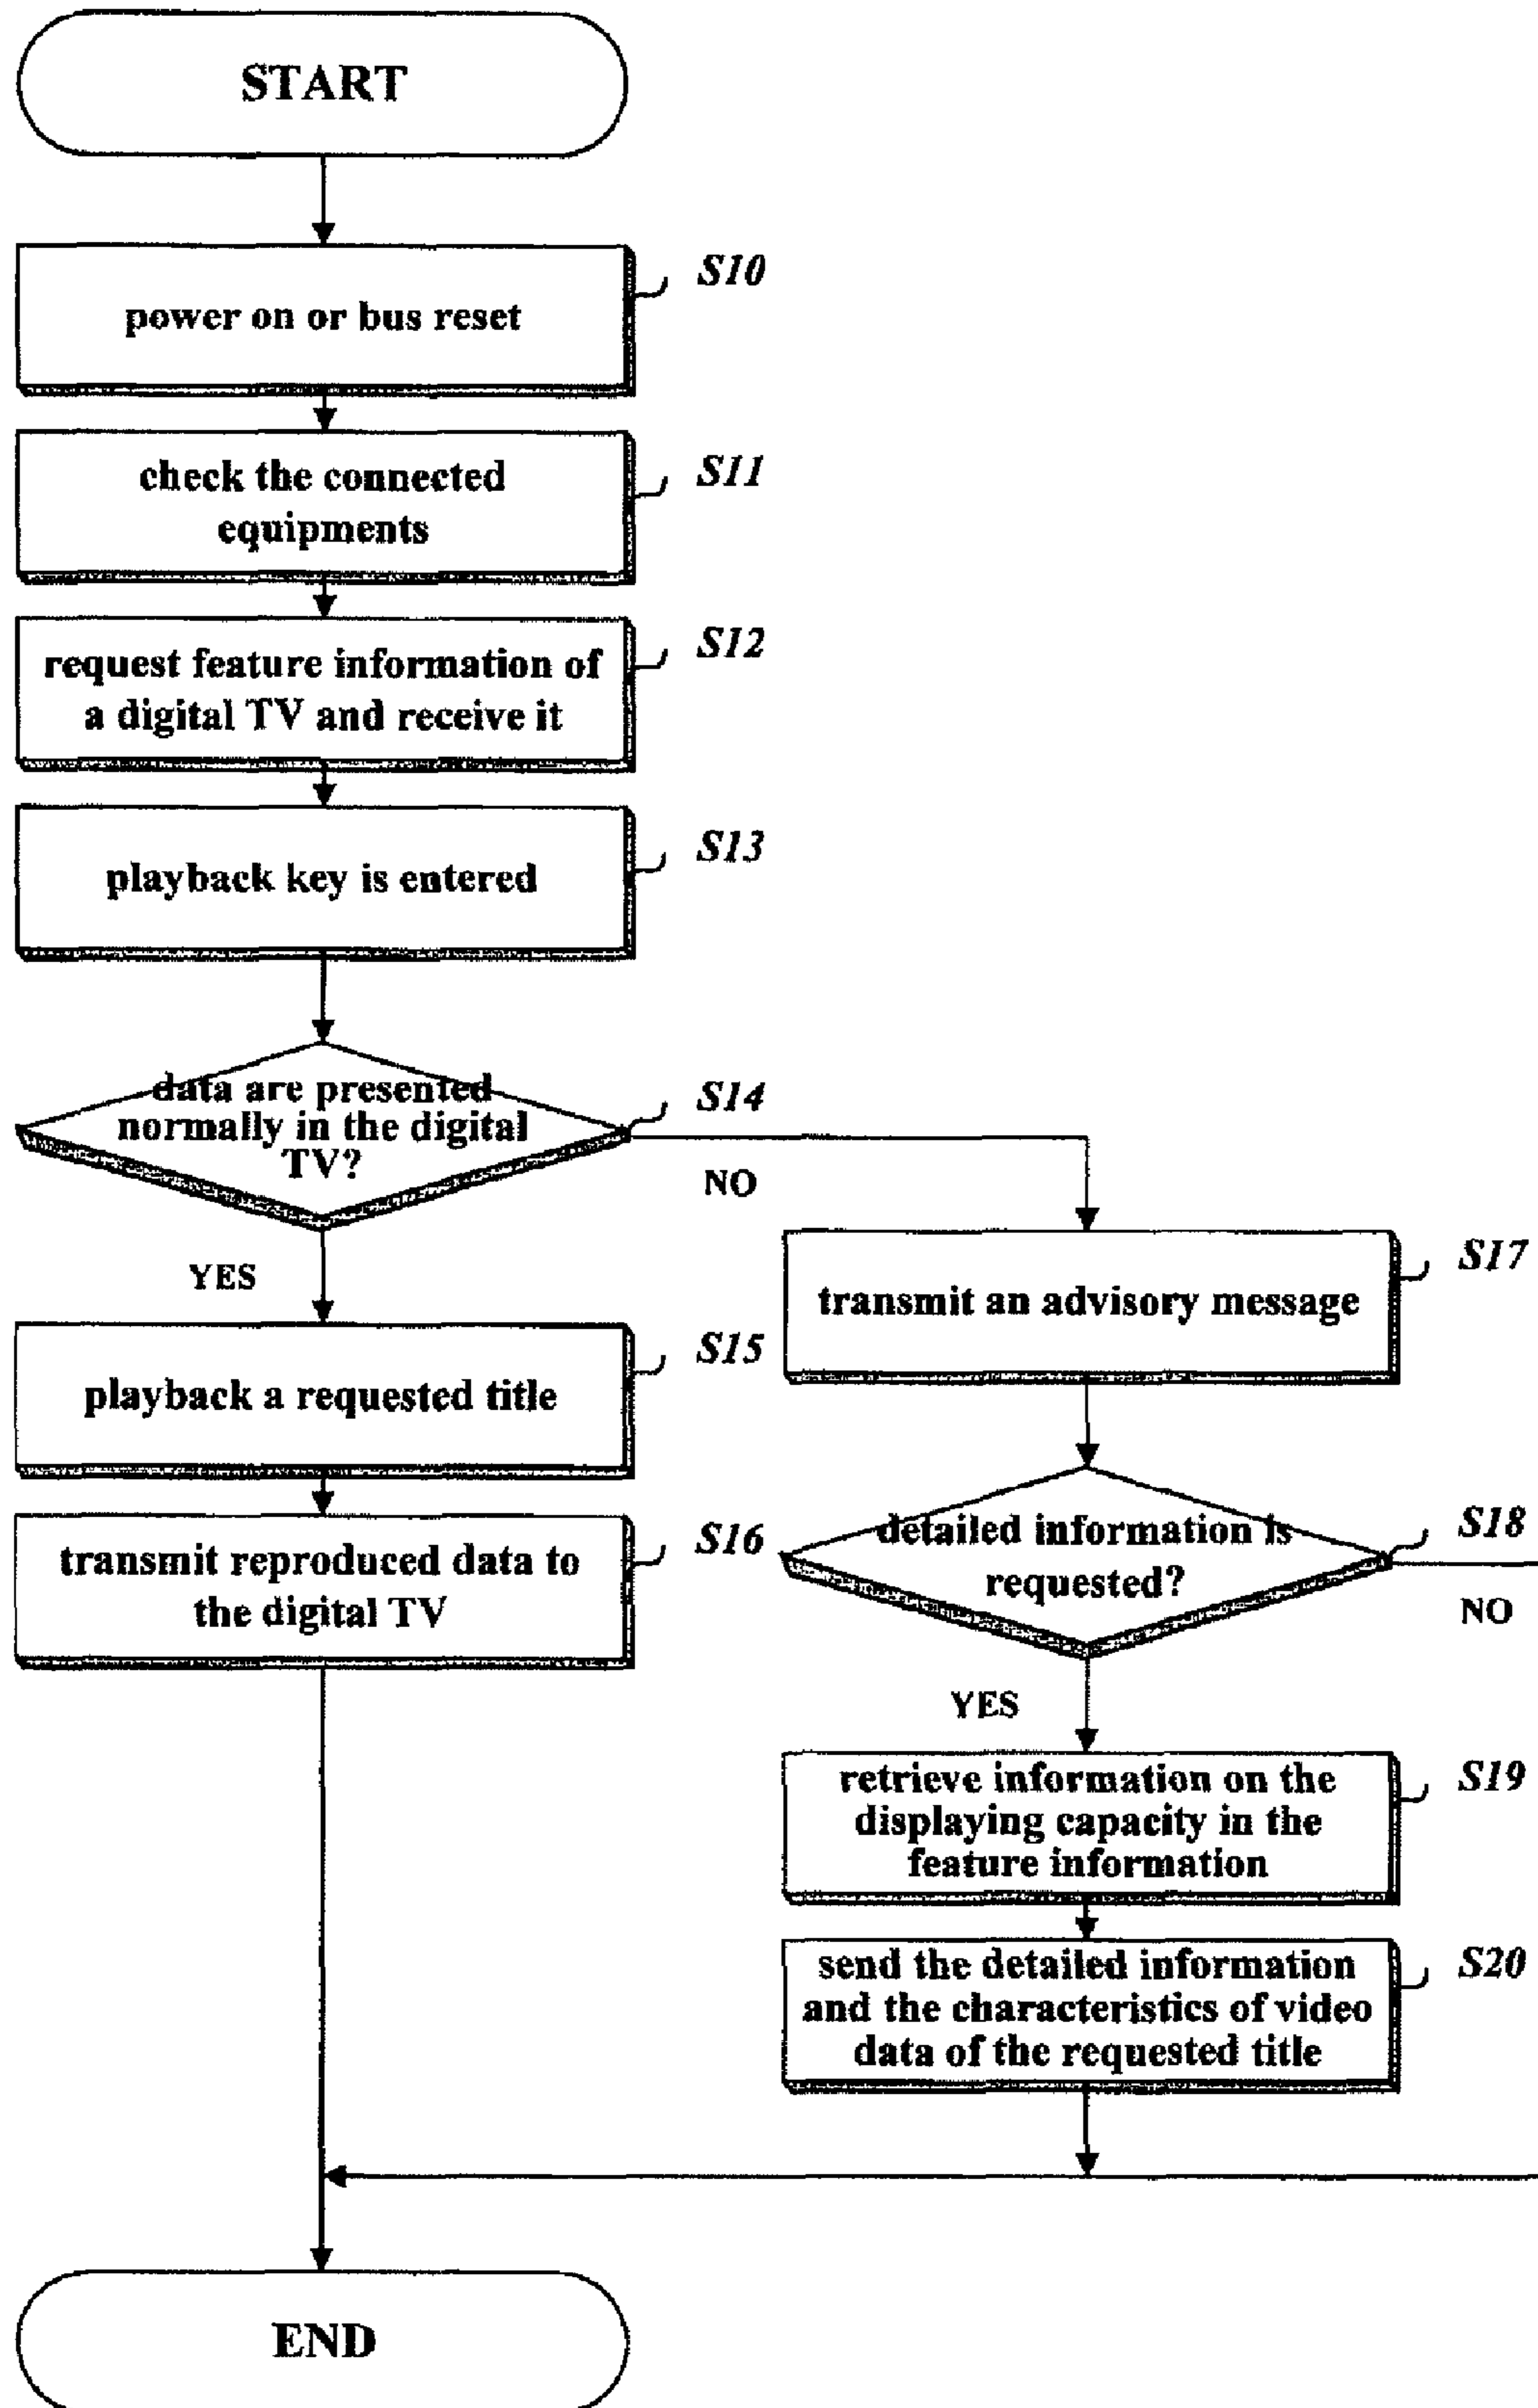 START
S10
power on or bus reset
S11
check the connected
equipments
S12
request feature information of
a digital TV and receive it
S13
playback key is entered
S14
data are presented
normally in the digital
TV?
NO
YES
S15
playback a requested title
S16
transmit reproduced data to
the digital TV
S17
transmit an advisory message
S18
detailed information is
requested?
NO
YES
S19
retrieve information on the
displaying capacity in the
feature information
S20
send the detailed information
and the characteristics of video
data of the requested title
END